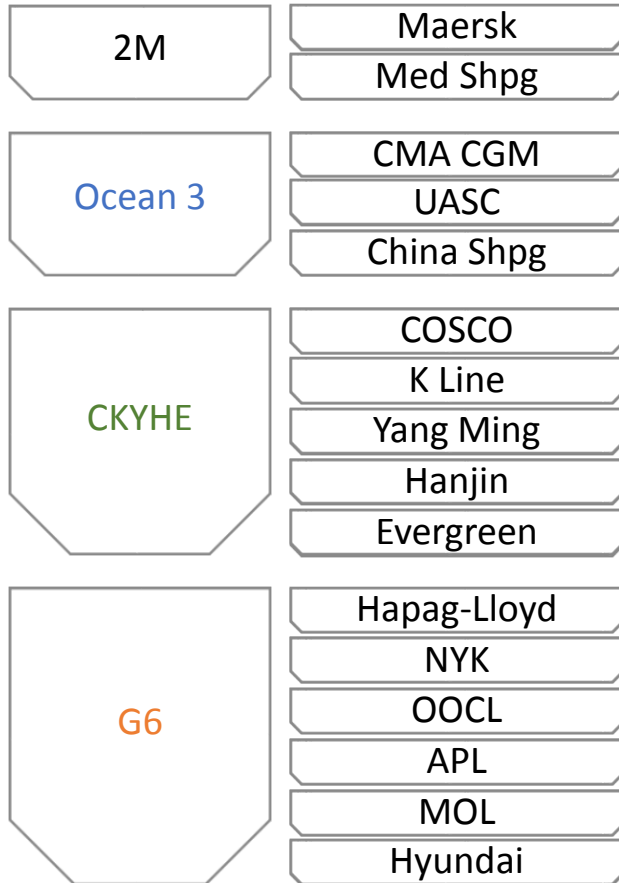 2M
Maersk
Med Shpg
Ocean 3
CMA CGM
UASC
China Shpg
CKYHE
COSCO
K Line
Yang Ming
Hanjin
Evergreen
G6
Hapag-Lloyd
NYK
OOCL
APL
MOL
Hyundai